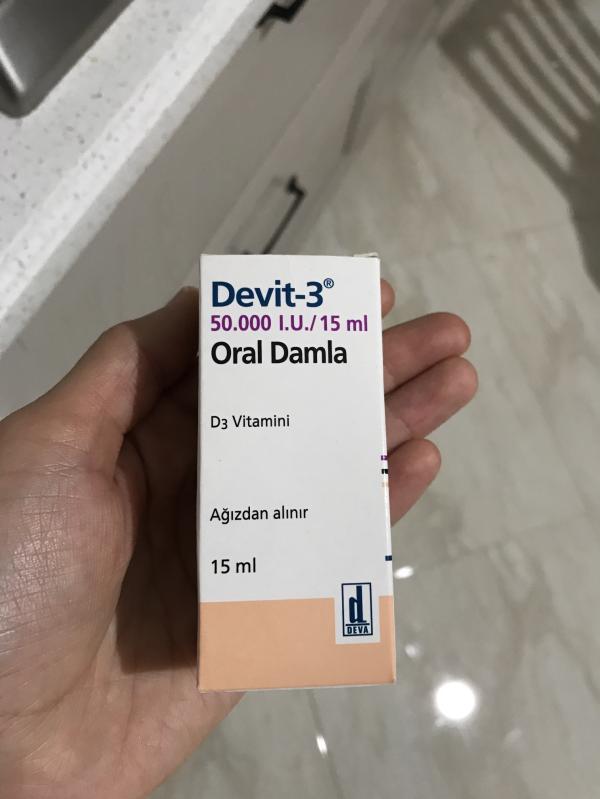 Devit-3®
50.000 I.U./15 ml
Oral Damla
D3 Vitamini
Ağızdan alınır
15 ml
d
DEVA